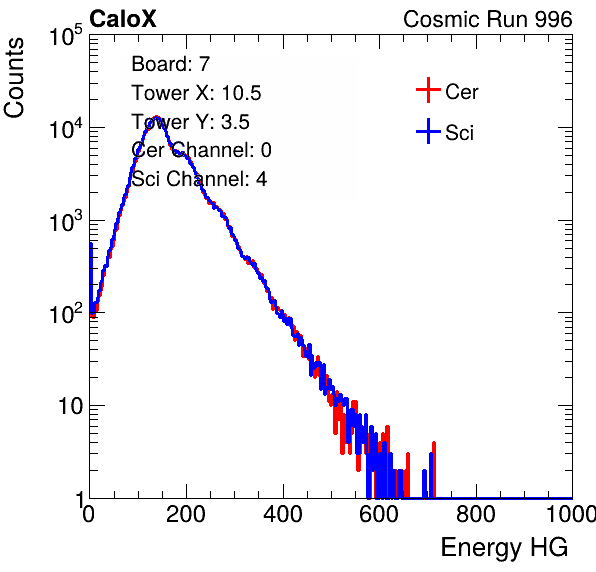 CaloX Cosmic Run 996
Counts
10^5
10^4
10^3
10^2
10
1
Board: 7
Tower X: 10.5
Tower Y: 3.5
Cer Channel: 0
Sci Channel: 4
Cer
Sci
0 200 400 600 800 1000
Energy HG